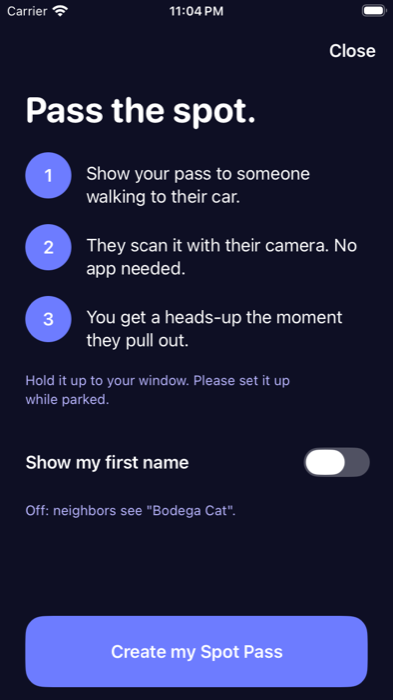 Carrier 11:04 PM
Close
Pass the spot.
1 Show your pass to someone
walking to their car.
2 They scan it with their camera. No
app needed.
3 You get a heads-up the moment
they pull out.
Hold it up to your window. Please set it up
while parked.
Show my first name
Off: neighbors see "Bodega Cat".
Create my Spot Pass